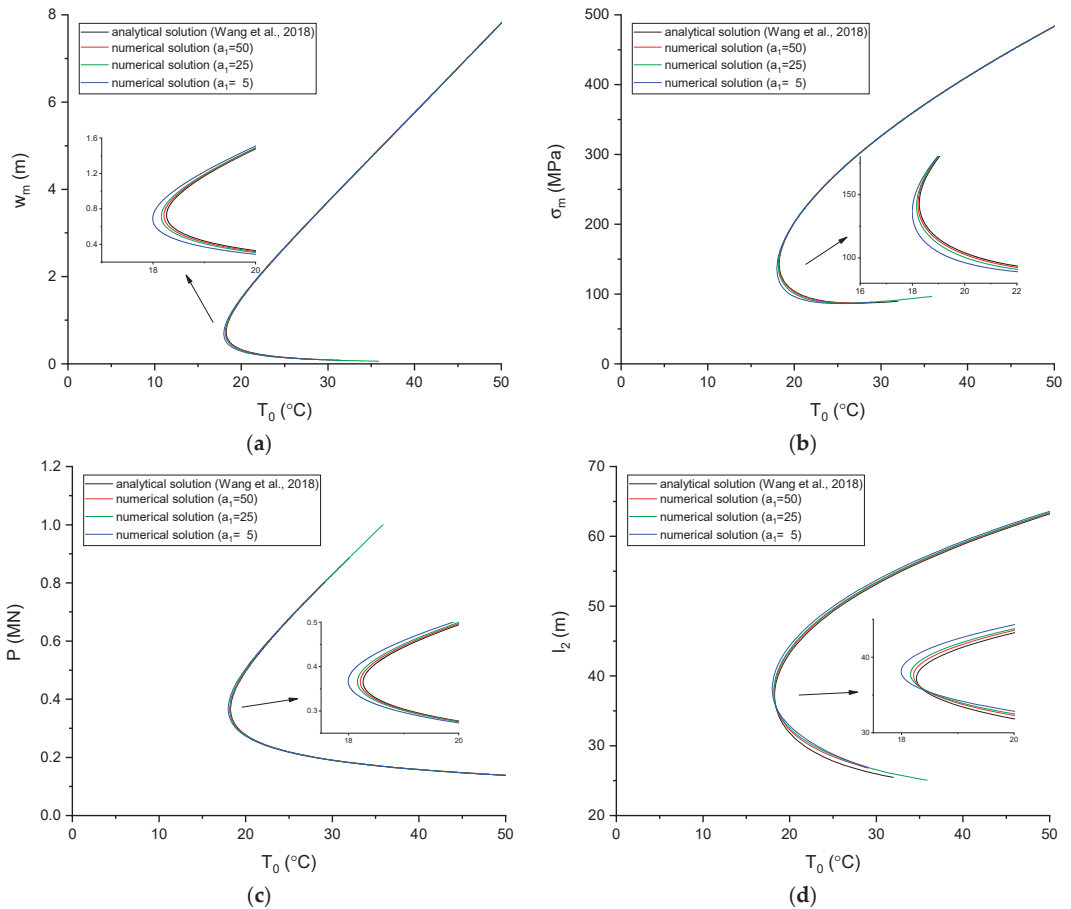 analytical solution (Wang et al., 2018)
numerical solution (a₁=50)
numerical solution (a₁=25)
numerical solution (a₁= 5)
8
6
4
2
0
wₘ (m)
1.6
1.2
0.8
0.4
18
20
0
10
20
30
40
50
T₀ (°C)
(a)
analytical solution (Wang et al., 2018)
numerical solution (a₁=50)
numerical solution (a₁=25)
numerical solution (a₁= 5)
500
400
300
200
100
0
σₘ (MPa)
150
100
16
18
20
22
0
10
20
30
40
50
T₀ (°C)
(b)
analytical solution (Wang et al., 2018)
numerical solution (a₁=50)
numerical solution (a₁=25)
numerical solution (a₁= 5)
1.2
1.0
0.8
0.6
0.4
0.2
0.0
P (MN)
0.5
0.4
0.3
18
20
0
10
20
30
40
50
T₀ (°C)
(c)
analytical solution (Wang et al., 2018)
numerical solution (a₁=50)
numerical solution (a₁=25)
numerical solution (a₁= 5)
70
60
50
40
30
20
l₂ (m)
40
30
18
20
0
10
20
30
40
50
T₀ (°C)
(d)